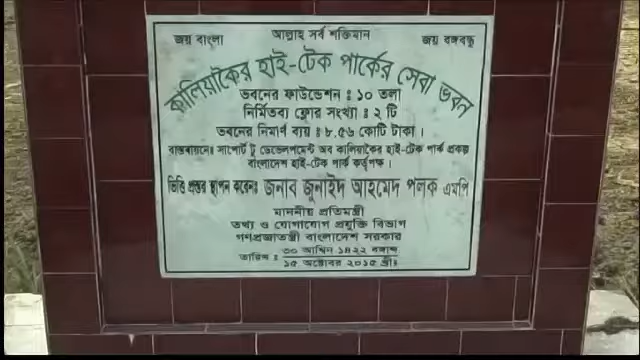 আল্লাহ সর্ব শক্তিমান
জয় বাংলা জয় বঙ্গবন্ধু
কালিয়াকৈর হাই-টেক পার্কের সেবা ভবন
ভবনের ফাউন্ডেশন : ১০ তলা
নির্মিতব্য ফ্লোর সংখ্যা : ২ টি
ভবনের নিমার্ণ ব্যয় : ৮.৫৬ কোটি টাকা ।
বাস্তবায়নেঃ সাপোর্ট টু ডেভেলপমেন্ট অব কালিয়াকৈর হাই-টেক পার্ক প্রকল্প
বাংলাদেশ হাই-টেক পার্ক কর্তৃপক্ষ ।
ভিত্তি প্রস্তর স্থাপন করেনঃ জনাব জুনাইদ আহমেদ পলক এমপি
মাননীয় প্রতিমন্ত্রী
তথ্য ও যোগাযোগ প্রযুক্তি বিভাগ
গণপ্রজাতন্ত্রী বাংলাদেশ সরকার
তারিখ : ৩০ আশ্বিন ১৪২২ বঙ্গাব্দ
১৫ অক্টোবর ২০১৫ খ্রীঃ